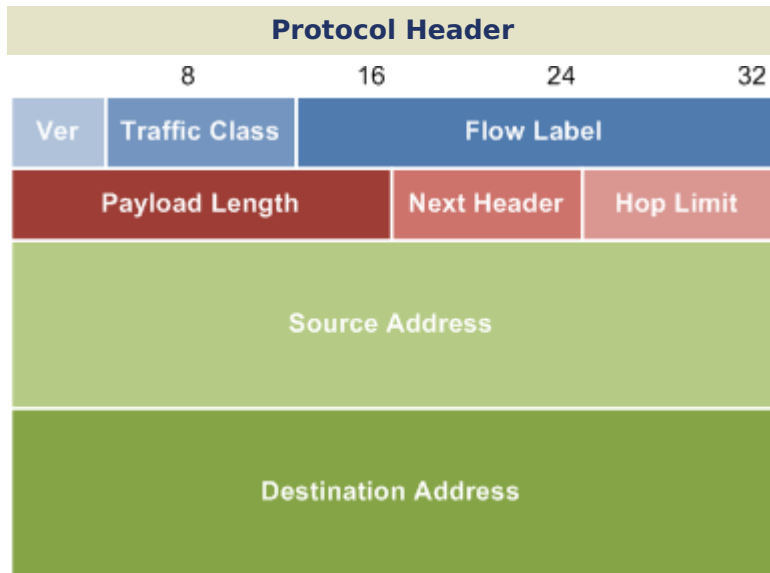 Protocol Header
8 16 24 32
Ver Traffic Class Flow Label
Payload Length Next Header Hop Limit
Source Address
Destination Address